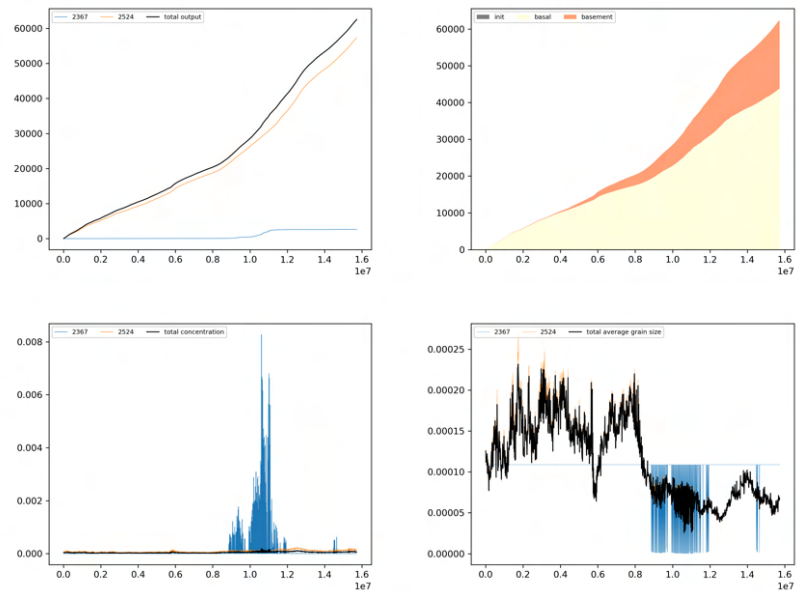 2367 2524 total output
60000
50000
40000
30000
20000
10000
0
0.0 0.2 0.4 0.6 0.8 1.0 1.2 1.4 1.6
1e7
init basal basement
60000
50000
40000
30000
20000
10000
0
0.0 0.2 0.4 0.6 0.8 1.0 1.2 1.4 1.6
1e7
2367 2524 total concentration
0.008
0.006
0.004
0.002
0.000
0.0 0.2 0.4 0.6 0.8 1.0 1.2 1.4 1.6
1e7
2367 2524 total average grain size
0.00025
0.00020
0.00015
0.00010
0.00005
0.00000
0.0 0.2 0.4 0.6 0.8 1.0 1.2 1.4 1.6
1e7